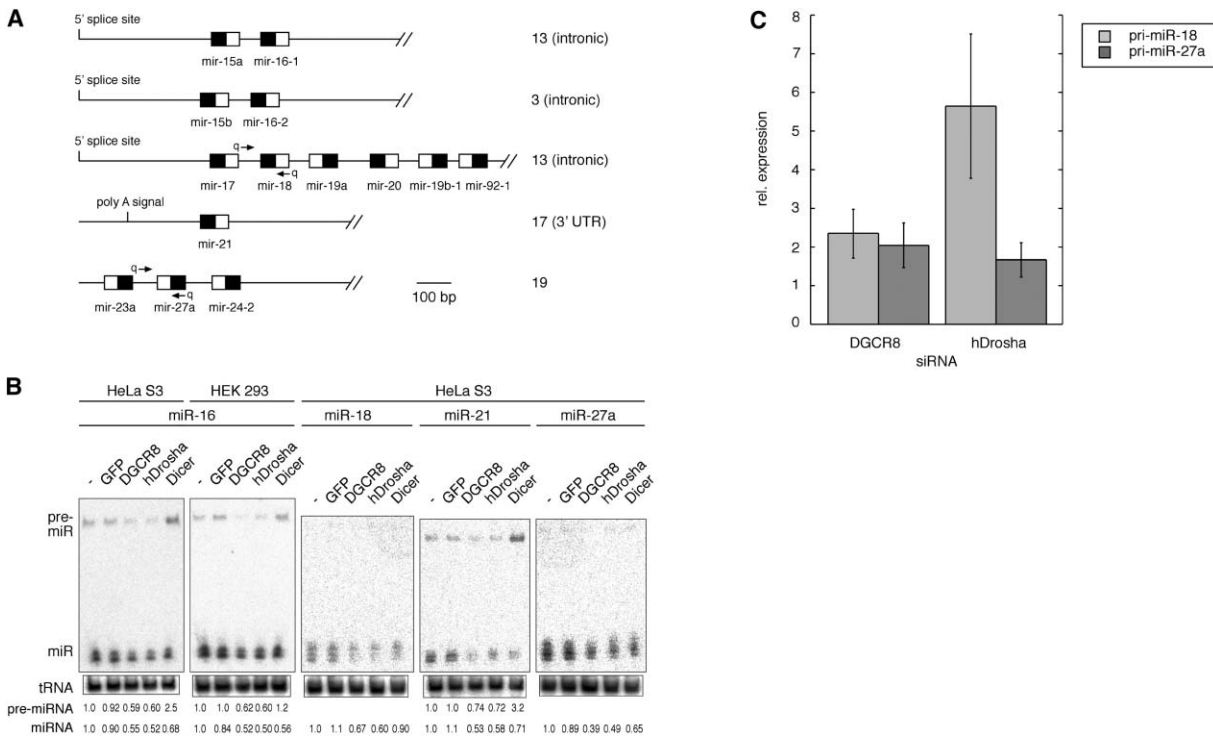 A
5' splice site
mir-15a mir-16-1
13 (intronic)
5' splice site
mir-15b mir-16-2
3 (intronic)
5' splice site
q
q
mir-17 mir-18 mir-19a mir-20 mir-19b-1 mir-92-1
13 (intronic)
poly A signal
mir-21
17 (3' UTR)
q
q
mir-23a mir-27a mir-24-2
19
100 bp
B
HeLa S3 HEK 293 HeLa S3
miR-16 miR-18 miR-21 miR-27a
- GFP DGCR8 hDrosha Dicer - GFP DGCR8 hDrosha Dicer - GFP DGCR8 hDrosha Dicer - GFP DGCR8 hDrosha Dicer - GFP DGCR8 hDrosha Dicer
pre-
miR
miR
tRNA
pre-miRNA 1.0 0.92 0.59 0.60 2.5 1.0 1.0 0.62 0.60 1.2 1.0 1.0 0.74 0.72 3.2
miRNA 1.0 0.90 0.55 0.52 0.68 1.0 0.84 0.52 0.50 0.56 1.0 1.1 0.67 0.60 0.90 1.0 1.1 0.53 0.58 0.71 1.0 0.89 0.39 0.49 0.65
C
pri-miR-18
pri-miR-27a
rel. expression
8
7
6
5
4
3
2
1
0
DGCR8 hDrosha
siRNA